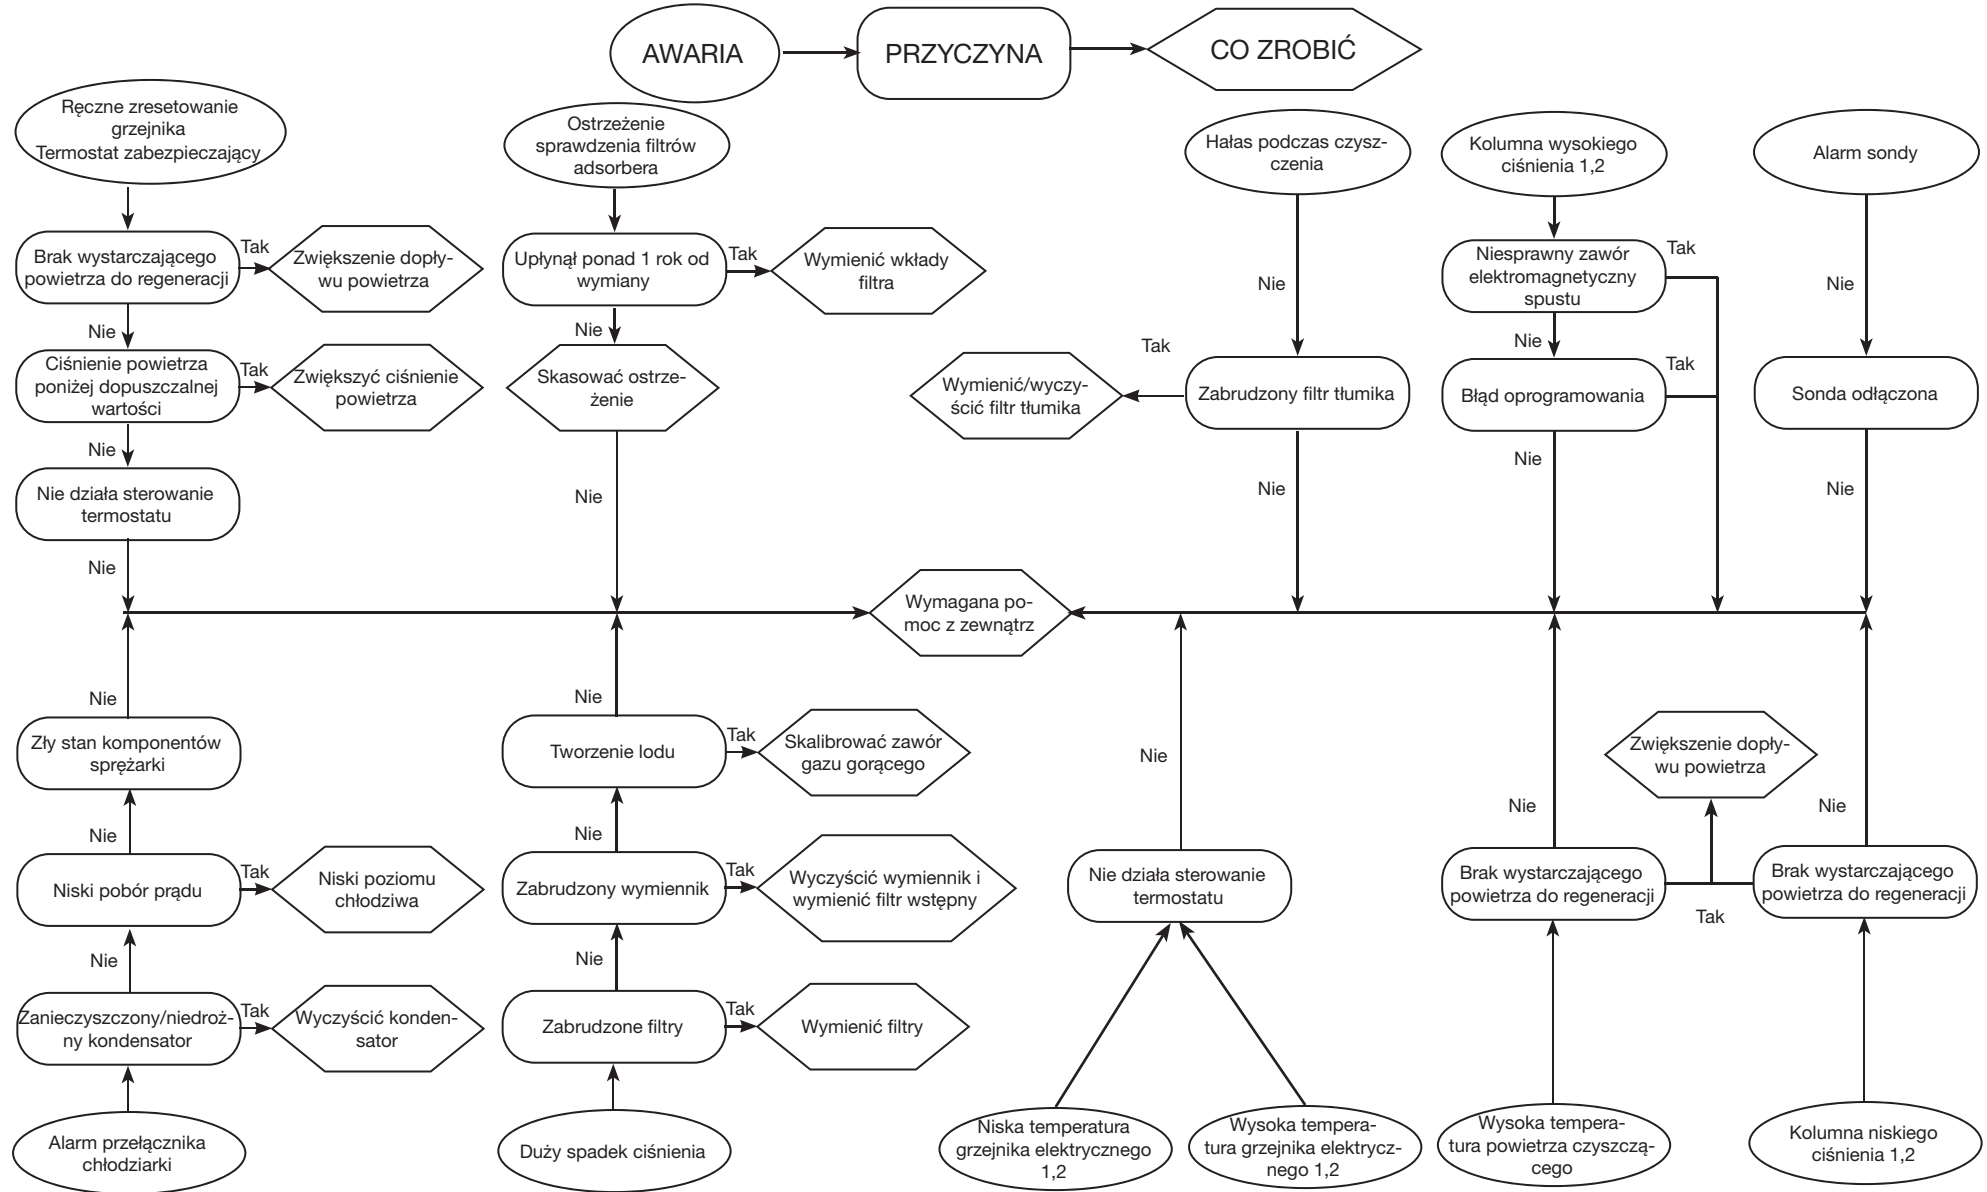 AWARIA
PRZYCZYNA
CO ZROBIĆ
Ręczne zresetowanie
grzejnika
Termostat zabezpieczający
Brak wystarczającego
powietrza do regeneracji
Tak
Zwiększenie dopły-
wu powietrza
Nie
Ciśnienie powietrza
poniżej dopuszczalnej
wartości
Tak
Zwiększyć ciśnienie
powietrza
Nie
Nie działa sterowanie
termostatu
Nie
Ostrzeżenie
sprawdzenia filtrów
adsorbera
Upłynął ponad 1 rok od
wymiany
Tak
Wymienić wkłady
filtra
Nie
Skasować ostrze-
żenie
Nie
Hałas podczas czysz-
czenia
Nie
Tak
Wymienić/wyczy-
ścić filtr tłumika
Zabrudzony filtr tłumika
Nie
Kolumna wysokiego
ciśnienia 1,2
Niesprawny zawór
elektromagnetyczny
spustu
Tak
Nie
Błąd oprogramowania
Tak
Nie
Alarm sondy
Nie
Sonda odłączona
Nie
Wymagana po-
moc z zewnątrz
Nie
Zły stan komponentów
sprężarki
Nie
Niski pobór prądu
Tak
Niski poziomu
chłodziwa
Nie
Zanieczyszczony/niedroż-
ny kondensator
Tak
Wyczyścić konden-
sator
Alarm przełącznika
chłodziarki
Nie
Tworzenie lodu
Tak
Skalibrować zawór
gazu gorącego
Nie
Zabrudzony wymiennik
Tak
Wyczyścić wymiennik i
wymienić filtr wstępny
Nie
Zabrudzone filtry
Tak
Wymienić filtry
Duży spadek ciśnienia
Nie
Nie działa sterowanie
termostatu
Niska temperatura
grzejnika elektrycznego
1,2
Wysoka tempera-
tura grzejnika elektrycz-
nego 1,2
Zwiększenie dopły-
wu powietrza
Nie
Brak wystarczającego
powietrza do regeneracji
Tak
Nie
Brak wystarczającego
powietrza do regeneracji
Wysoka tempera-
tura powietrza czyszczą-
cego
Kolumna niskiego
ciśnienia 1,2